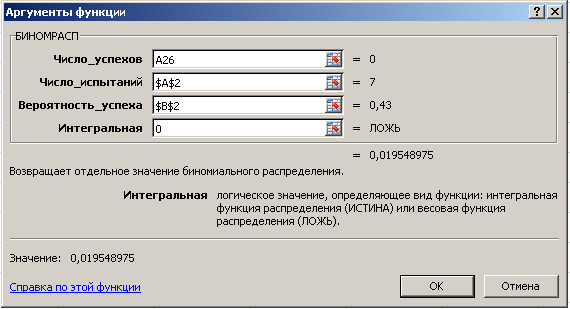 Аргументы функции
БИНОМРАСП
Число_успехов A26 = 0
Число_испытаний $A$2 = 7
Вероятность_успеха $B$2 = 0,43
Интегральная 0 = ЛОЖЬ
= 0,019548975
Возвращает отдельное значение биномиального распределения.
Интегральная логическое значение, определяющее вид функции: интегральная
функция распределения (ИСТИНА) или весовая функция
распределения (ЛОЖЬ).
Значение: 0,019548975
Справка по этой функции OK Отмена